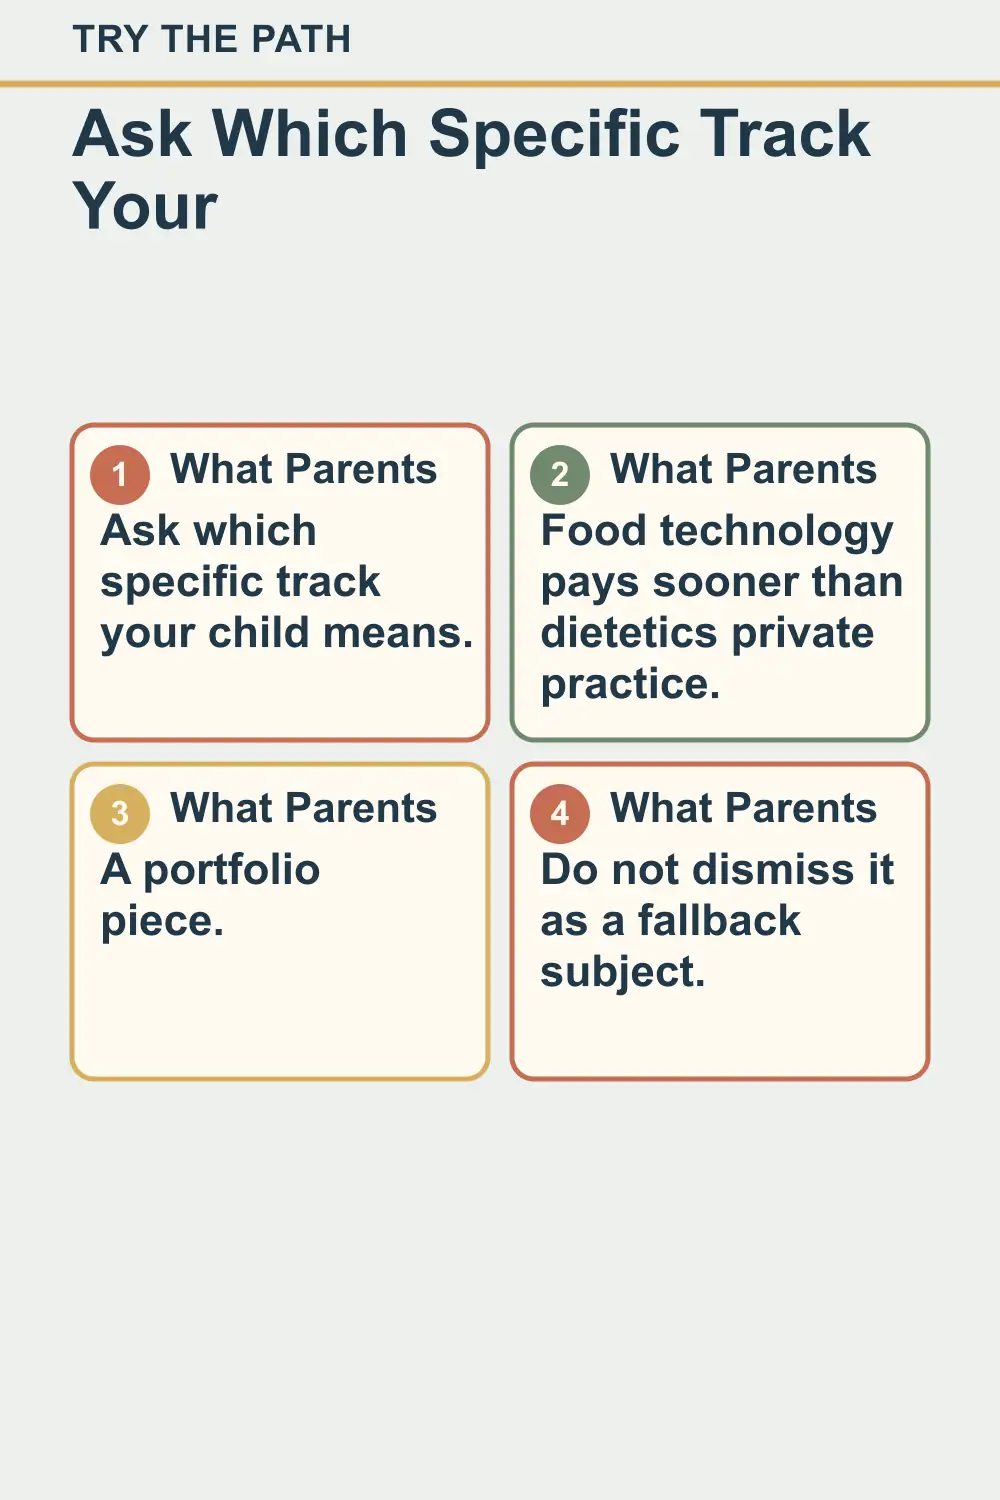 TRY THE PATH
Ask Which Specific Track
Your
1 What Parents
Ask which
specific track
your child means.
2 What Parents
Food technology
pays sooner than
dietetics private
practice.
3 What Parents
A portfolio
piece.
4 What Parents
Do not dismiss it
as a fallback
subject.